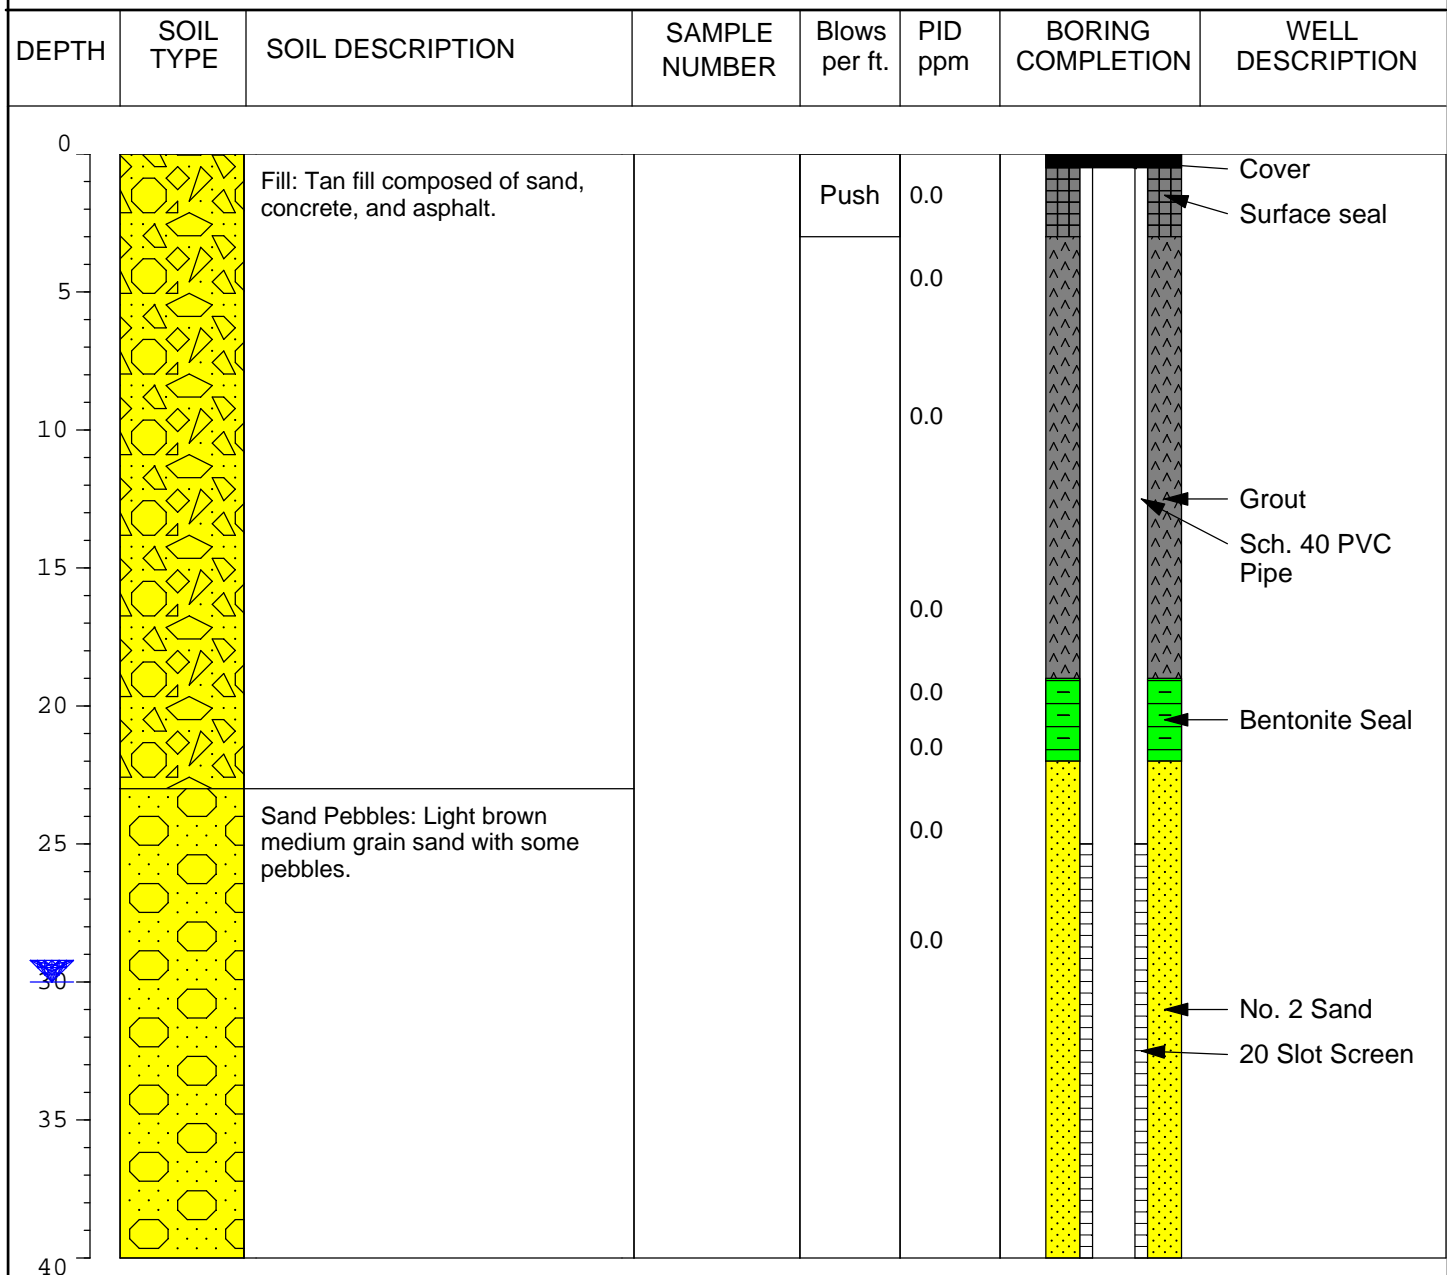 DEPTH
SOIL
TYPE
SOIL DESCRIPTION
SAMPLE
NUMBER
Blows
per ft.
PID
ppm
BORING
COMPLETION
WELL
DESCRIPTION
0
Fill: Tan fill composed of sand,
concrete, and asphalt.
Push
0.0
Cover
Surface seal
0.0
5
0.0
10
Grout
Sch. 40 PVC
Pipe
15
0.0
0.0
20
Bentonite Seal
0.0
Sand Pebbles: Light brown
medium grain sand with some
pebbles.
0.0
25
0.0
30
No. 2 Sand
20 Slot Screen
35
40